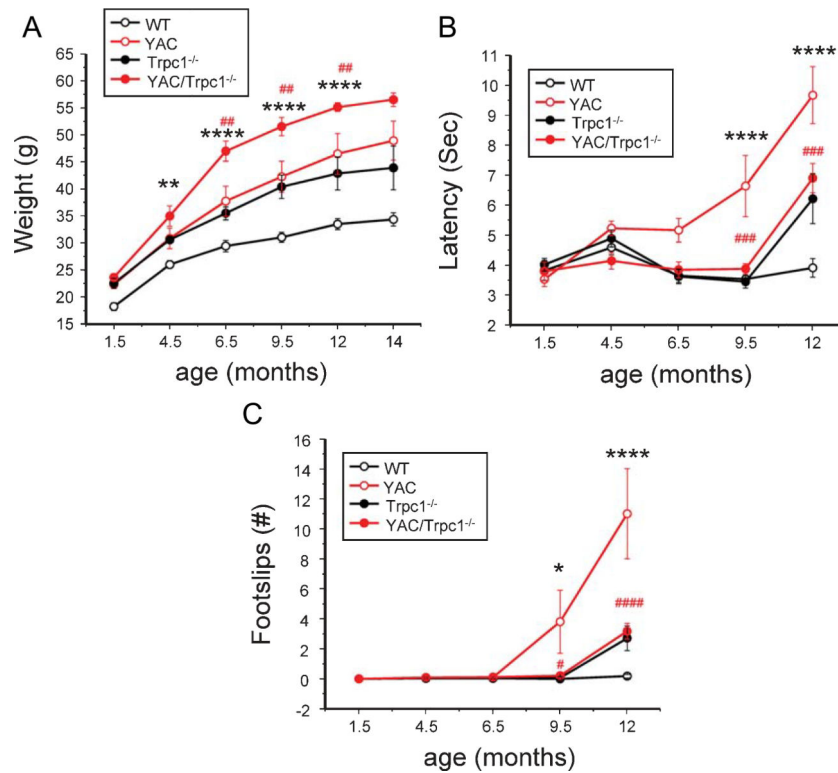 A
WT
YAC
Trpc1-/-
YAC/Trpc1-/-
Weight (g)
65
60
55
50
45
40
35
30
25
20
15
**
##
****
##
****
##
****
1.5 4.5 6.5 9.5 12 14
age (months)
B
WT
YAC
Trpc1-/-
YAC/Trpc1-/-
Latency (Sec)
11
10
9
8
7
6
5
4
3
2
****
****
###
###
1.5 4.5 6.5 9.5 12
age (months)
C
WT
YAC
Trpc1-/-
YAC/Trpc1-/-
Footslips (#)
16
14
12
10
8
6
4
2
0
-2
****
*
####
#
1.5 4.5 6.5 9.5 12
age (months)